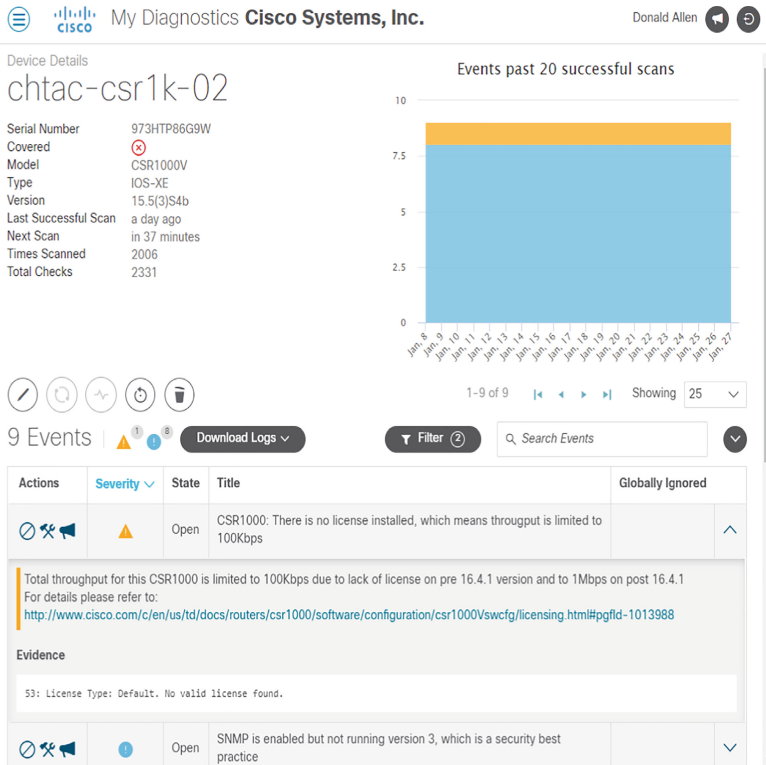 CISCO
My Diagnostics Cisco Systems, Inc.
Donald Allen
Device Details
chtac-csr1k-02
Serial Number 973HTP86G9W
Covered
Model CSR1000V
Type IOS-XE
Version 15.5(3)S4b
Last Successful Scan a day ago
Next Scan in 37 minutes
Times Scanned 2006
Total Checks 2331
Events past 20 successful scans
10
7.5
5
2.5
0
Jan, 8 Jan, 9 Jan, 10 Jan, 11 Jan, 12 Jan, 13 Jan, 14 Jan, 15 Jan, 16 Jan, 17 Jan, 18 Jan, 19 Jan, 20 Jan, 21 Jan, 22 Jan, 23 Jan, 24 Jan, 25 Jan, 26 Jan, 27
1-9 of 9 Showing 25
9 Events 1 8 Download Logs Filter 2 Search Events
Actions Severity State Title Globally Ignored
Open CSR1000: There is no license installed, which means througput is limited to
100Kbps
Total throughput for this CSR1000 is limited to 100Kbps due to lack of license on pre 16.4.1 version and to 1Mbps on post 16.4.1
For details please refer to:
http://www.cisco.com/c/en/us/td/docs/routers/csr1000/software/configuration/csr1000Vswcfg/licensing.html#pgfId-1013988
Evidence
53: License Type: Default. No valid license found.
Open SNMP is enabled but not running version 3, which is a security best
practice